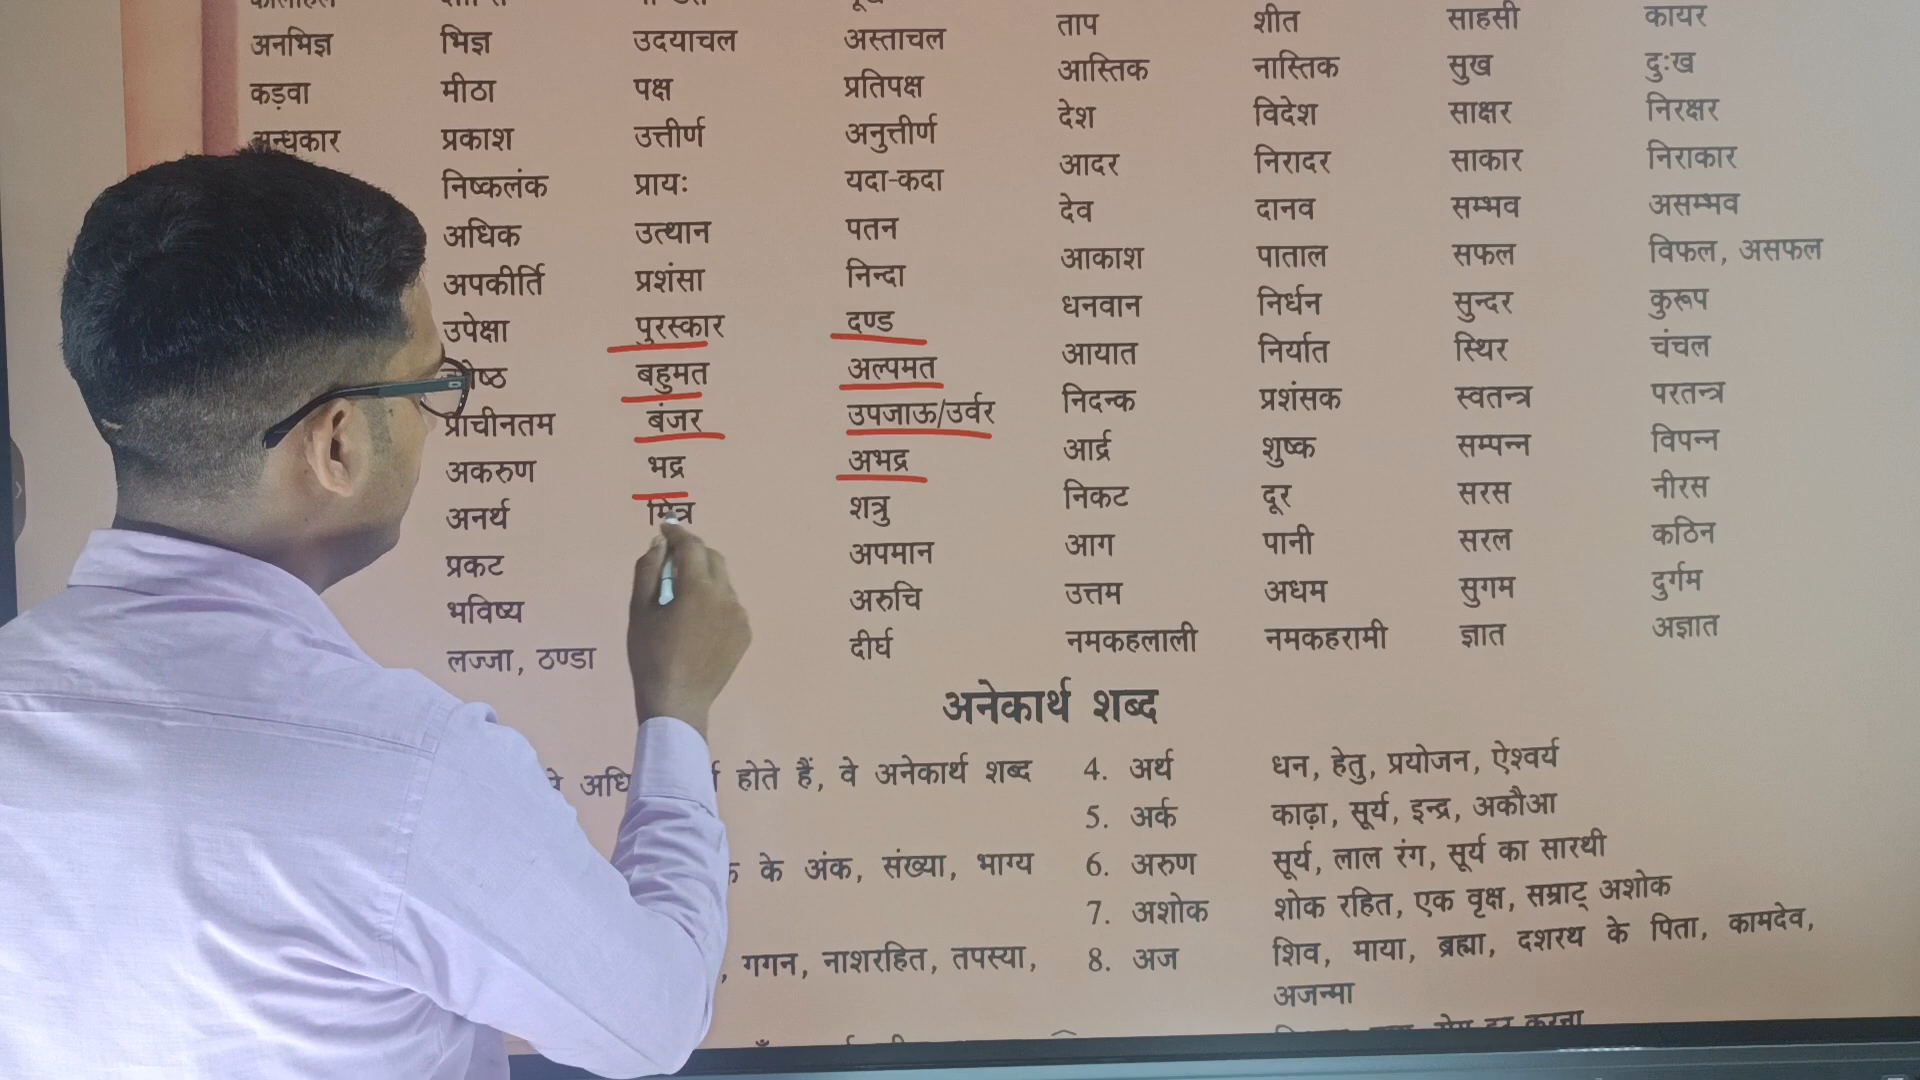 अनभिज्ञ भिज्ञ उदयाचल अस्ताचल ताप शीत साहसी कायर
कड़वा मीठा पक्ष प्रतिपक्ष आस्तिक नास्तिक सुख दुःख
अन्धकार प्रकाश उत्तीर्ण अनुत्तीर्ण देश विदेश साक्षर निरक्षर
निष्कलंक प्रायः यदा-कदा आदर निरादर साकार निराकार
अधिक उत्थान पतन देव दानव सम्भव असम्भव
अपकीर्ति प्रशंसा निन्दा आकाश पाताल सफल विफल, असफल
उपेक्षा पुरस्कार दण्ड धनवान निर्धन सुन्दर कुरूप
बहुमत अल्पमत आयात निर्यात स्थिर चंचल
प्राचीनतम बंजर उपजाऊ/उर्वर निदन्क प्रशंसक स्वतन्त्र परतन्त्र
अकरुण भद्र अभद्र आर्द्र शुष्क सम्पन्न विपन्न
अनर्थ मित्र शत्रु निकट दूर सरस नीरस
प्रकट अपमान आग पानी सरल कठिन
भविष्य अरुचि उत्तम अधम सुगम दुर्गम
लज्जा, ठण्डा दीर्घ नमकहलाली नमकहरामी ज्ञात अज्ञात
अनेकार्थ शब्द
होते हैं, वे अनेकार्थ शब्द
के अंक, संख्या, भाग्य
, गगन, नाशरहित, तपस्या,
4. अर्थ धन, हेतु, प्रयोजन, ऐश्वर्य
5. अर्क काढ़ा, सूर्य, इन्द्र, अकौआ
6. अरुण सूर्य, लाल रंग, सूर्य का सारथी
7. अशोक शोक रहित, एक वृक्ष, सम्राट् अशोक
8. अज शिव, माया, ब्रह्मा, दशरथ के पिता, कामदेव,
अजन्मा